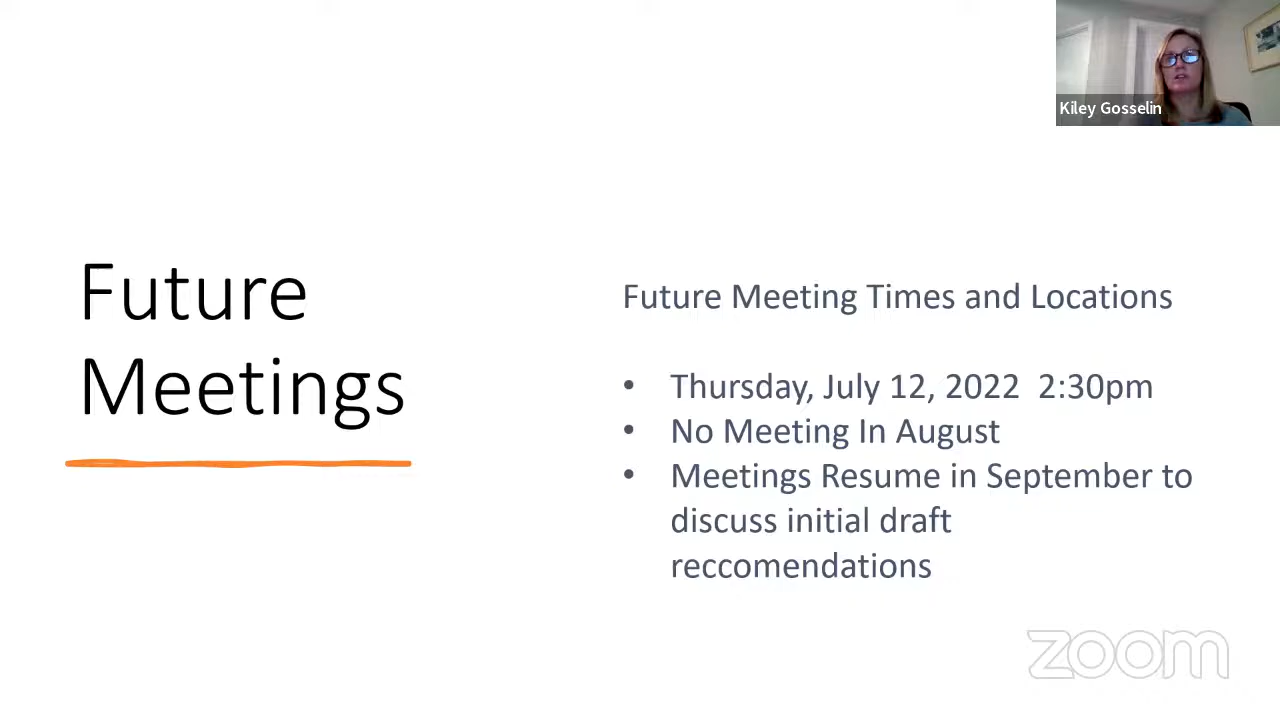 Kiley Gosselin
Future
Meetings
Future Meeting Times and Locations
• Thursday, July 12, 2022 2:30pm
• No Meeting In August
• Meetings Resume in September to
discuss initial draft
reccomendations
zoom